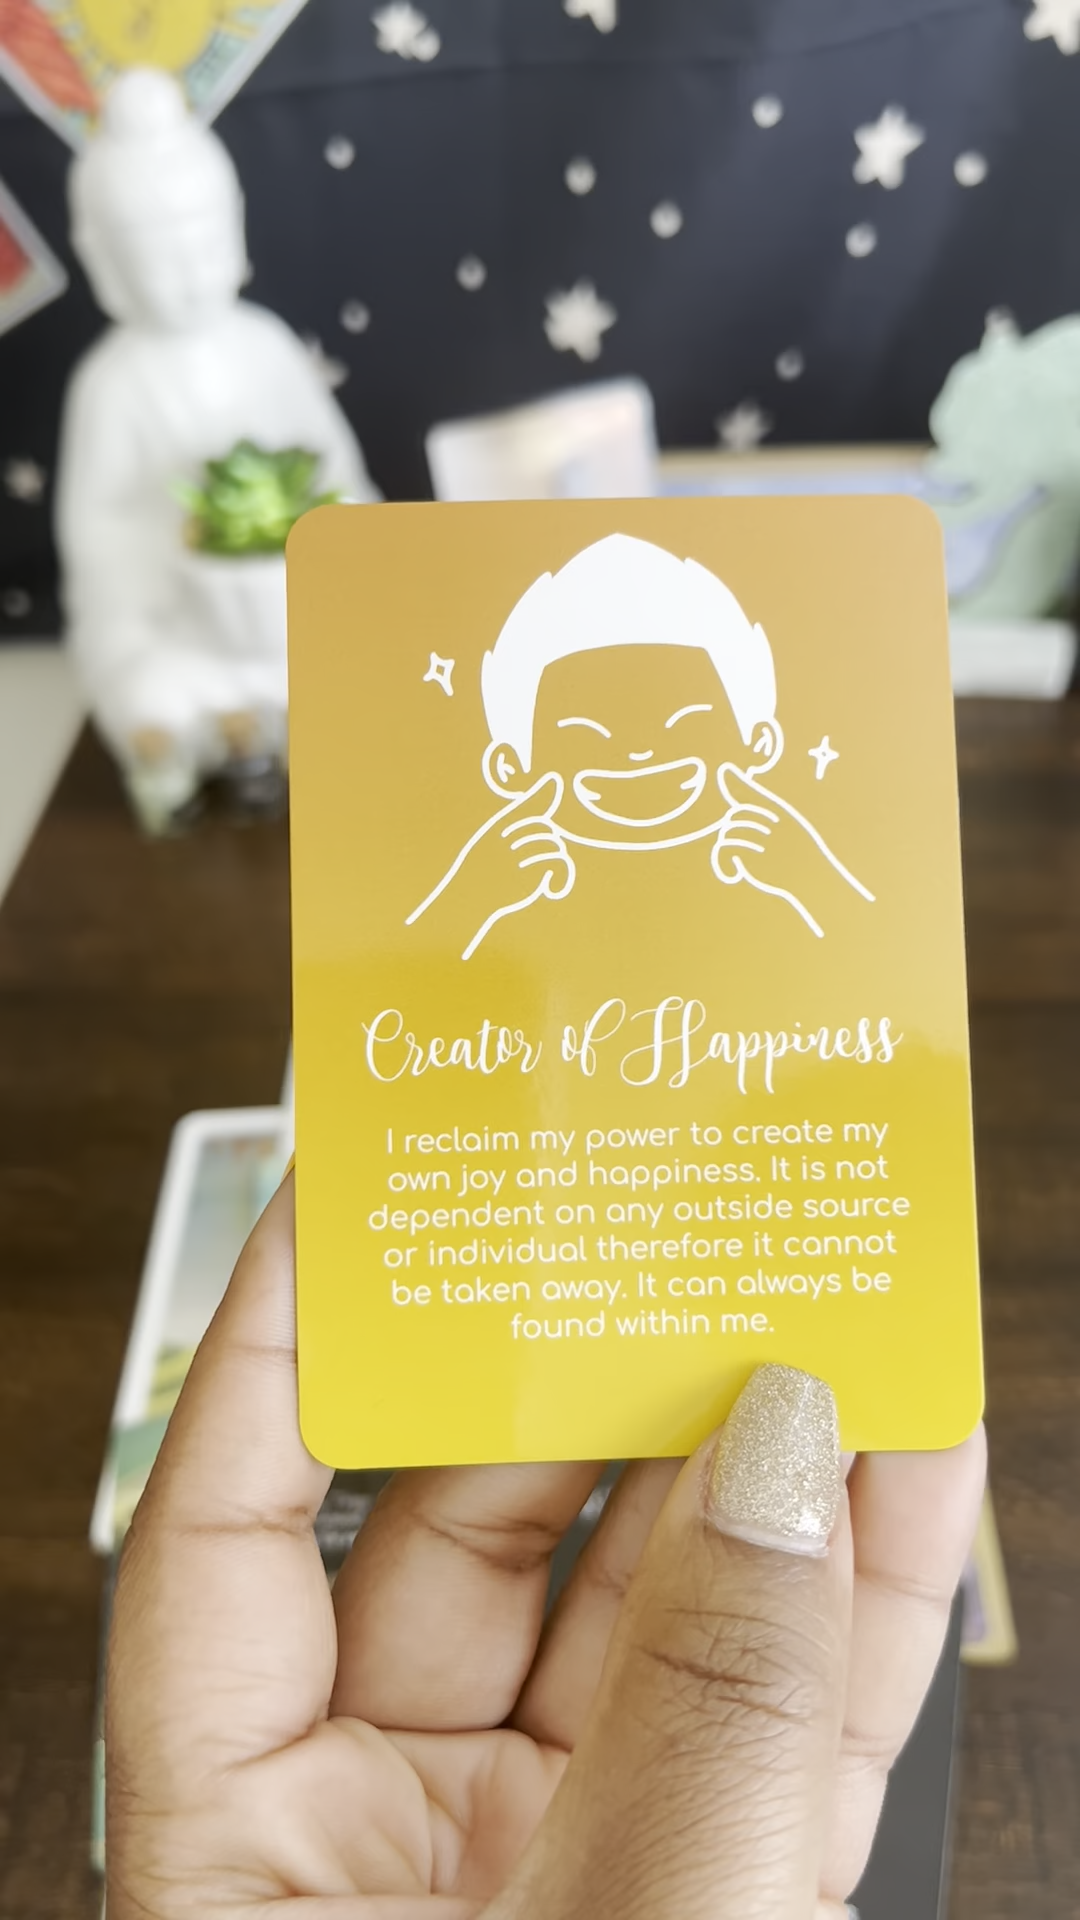 Creator of Happiness
I reclaim my power to create my
own joy and happiness. It is not
dependent on any outside source
or individual therefore it cannot
be taken away. It can always be
found within me.